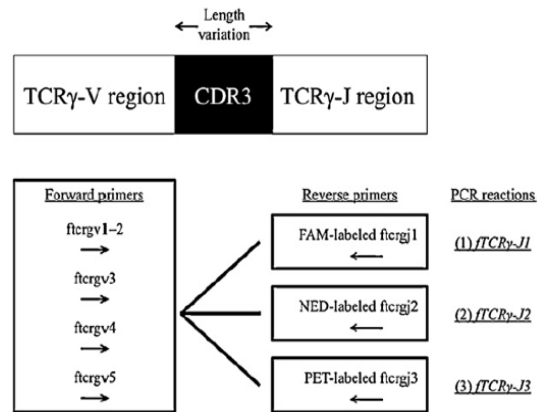 Length
variation
TCRγ-V region CDR3 TCRγ-J region
Forward primers Reverse primers PCR reactions
ftcrgv1–2 FAM-labeled ftcrgj1 (1) fTCRγ-J1
ftcrgv3
NED-labeled ftcrgj2 (2) fTCRγ-J2
ftcrgv4
ftcrgv5 PET-labeled ftcrgj3 (3) fTCRγ-J3